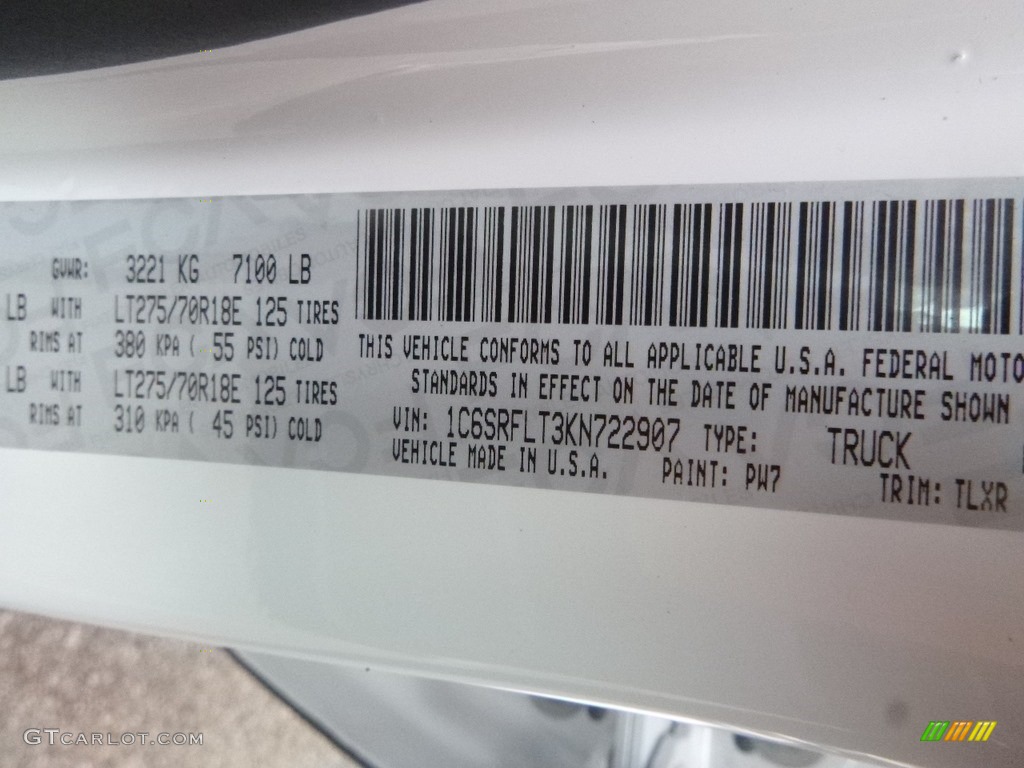 GVWR: 3221 KG 7100 LB
LB WITH LT275/70R18E 125 TIRES
RIMS AT 380 KPA ( 55 PSI) COLD
LB WITH LT275/70R18E 125 TIRES
RIMS AT 310 KPA ( 45 PSI) COLD
THIS VEHICLE CONFORMS TO ALL APPLICABLE U.S.A. FEDERAL MOTO
STANDARDS IN EFFECT ON THE DATE OF MANUFACTURE SHOWN
VIN: 1C6SRFLT3KN722907 TYPE: TRUCK
VEHICLE MADE IN U.S.A. PAINT: PW7 TRIM: TLXR
GTCARLOT.COM